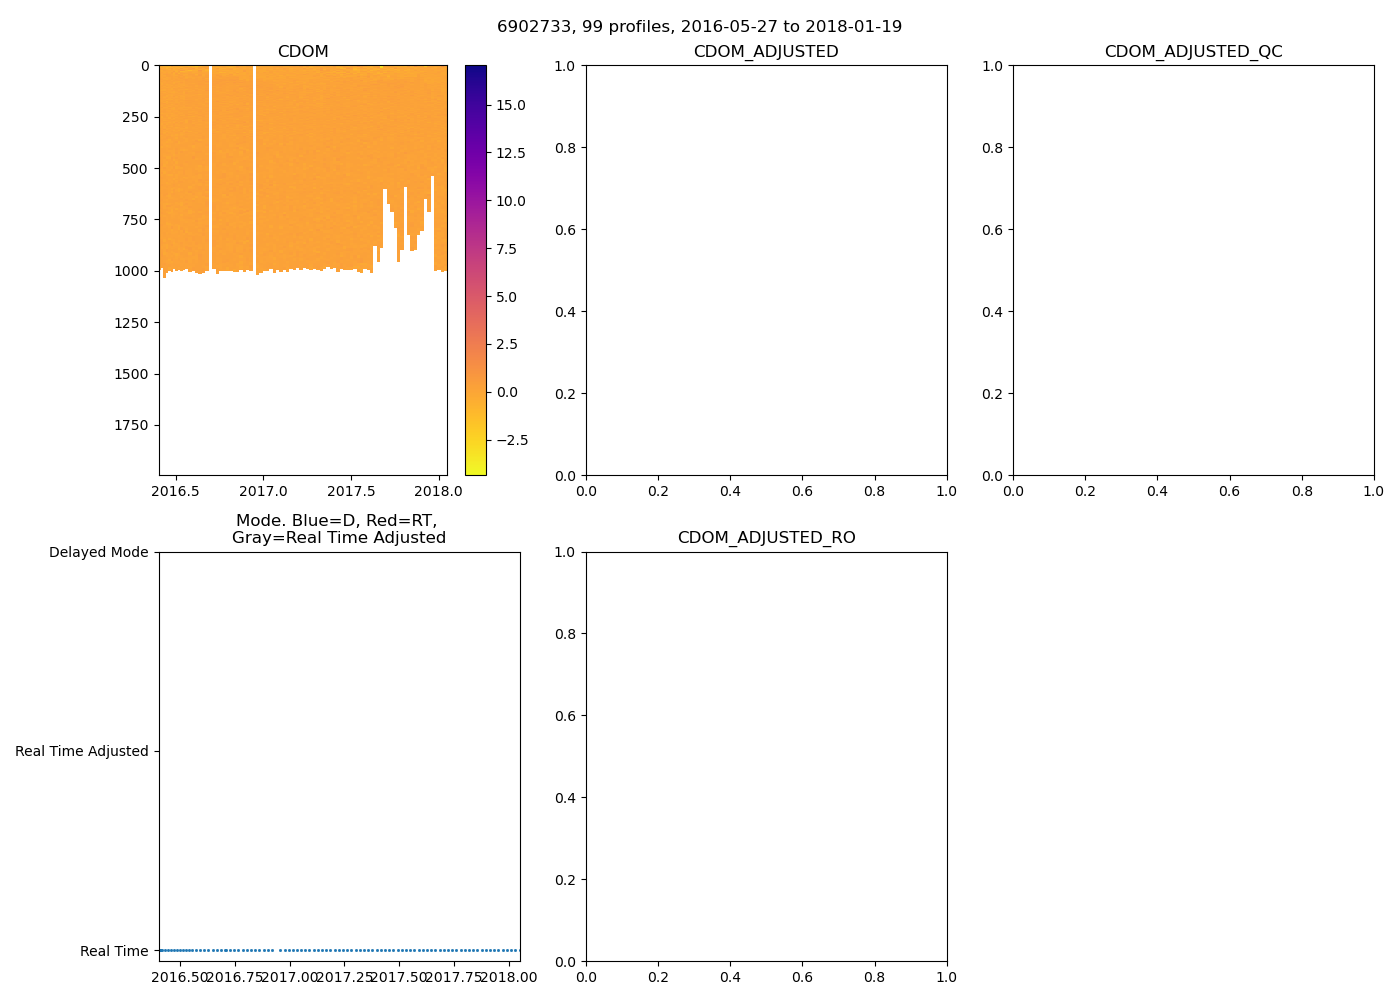 6902733, 99 profiles, 2016-05-27 to 2018-01-19
CDOM
0
250
500
750
1000
1250
1500
1750
2016.5 2017.0 2017.5 2018.0
15.0
12.5
10.0
7.5
5.0
2.5
0.0
−2.5
CDOM_ADJUSTED
1.0
0.8
0.6
0.4
0.2
0.0
0.0 0.2 0.4 0.6 0.8 1.0
CDOM_ADJUSTED_QC
1.0
0.8
0.6
0.4
0.2
0.0
0.0 0.2 0.4 0.6 0.8 1.0
Mode. Blue=D, Red=RT,
Gray=Real Time Adjusted
Delayed Mode
Real Time Adjusted
Real Time
2016.50 2016.75 2017.00 2017.25 2017.50 2017.75 2018.00
CDOM_ADJUSTED_RO
1.0
0.8
0.6
0.4
0.2
0.0
0.0 0.2 0.4 0.6 0.8 1.0